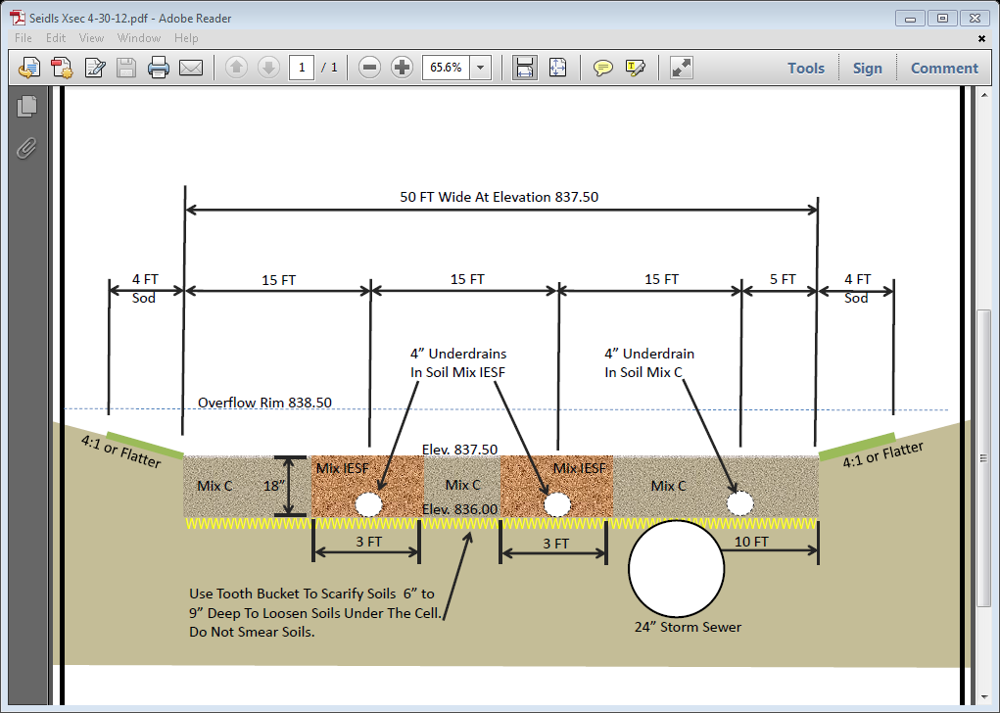 Seidls Xsec 4-30-12.pdf - Adobe Reader
File Edit View Window Help
1 / 1 65.6% Tools Sign Comment
50 FT Wide At Elevation 837.50
4 FT 15 FT 15 FT 15 FT 5 FT 4 FT
Sod Sod
4” Underdrains 4” Underdrain
In Soil Mix IESF In Soil Mix C
Overflow Rim 838.50
4:1 or Flatter Elev. 837.50 4:1 or Flatter
Mix IESF Mix IESF
Mix C 18” Mix C Mix C
Elev. 836.00
3 FT 3 FT 10 FT
Use Tooth Bucket To Scarify Soils 6” to
9” Deep To Loosen Soils Under The Cell.
Do Not Smear Soils.
24” Storm Sewer